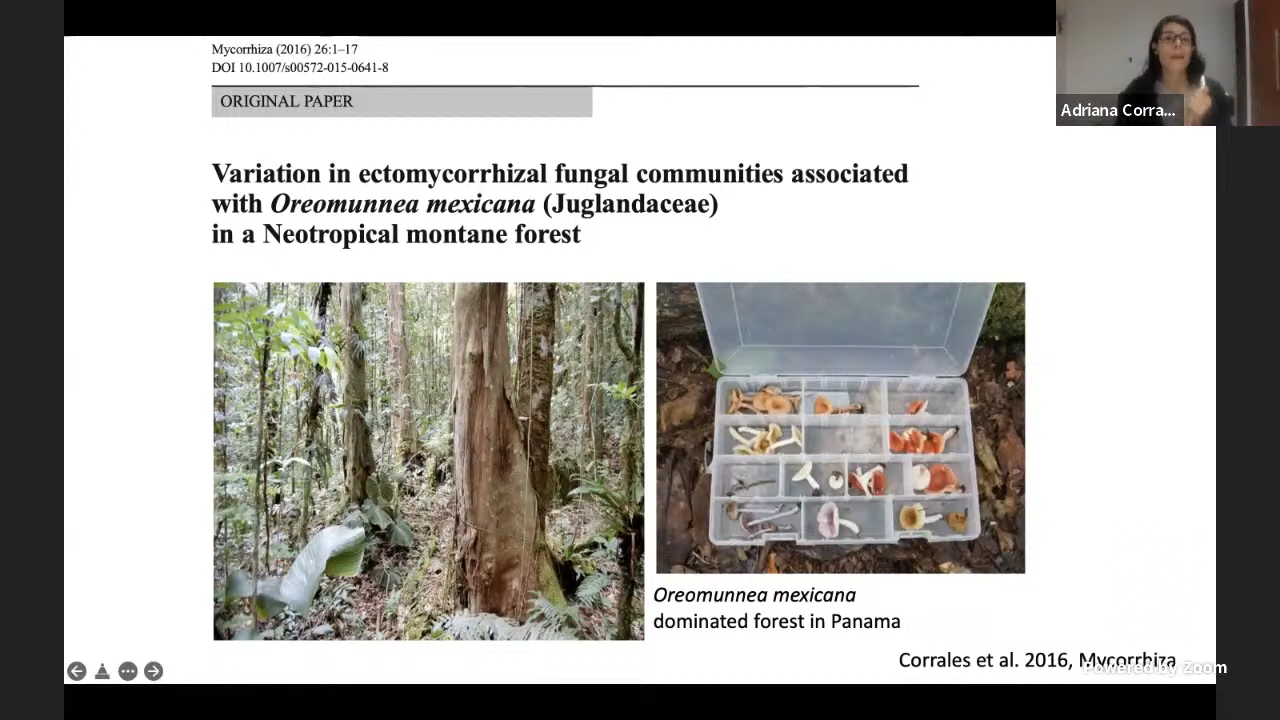 Mycorrhiza (2016) 26:1–17
DOI 10.1007/s00572-015-0641-8
ORIGINAL PAPER
Variation in ectomycorrhizal fungal communities associated
with Oreomunnea mexicana (Juglandaceae)
in a Neotropical montane forest
Adriana Corra...
Oreomunnea mexicana
dominated forest in Panama
Corrales et al. 2016, Mycorrhiza
Powered by Zoom